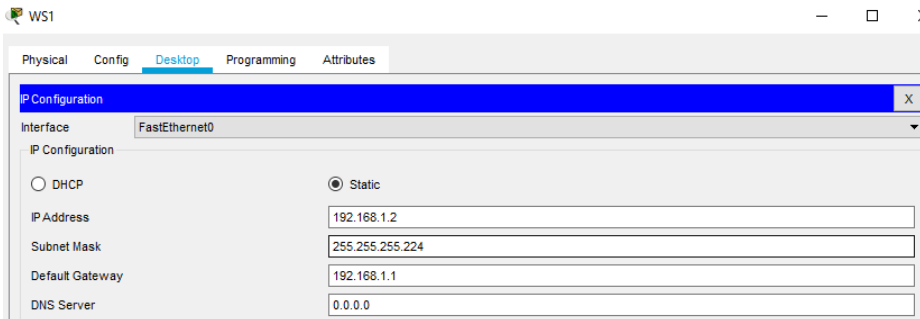 WS1
Physical Config Desktop Programming Attributes
IP Configuration X
Interface FastEthernet0
IP Configuration
DHCP Static
IP Address 192.168.1.2
Subnet Mask 255.255.255.224
Default Gateway 192.168.1.1
DNS Server 0.0.0.0